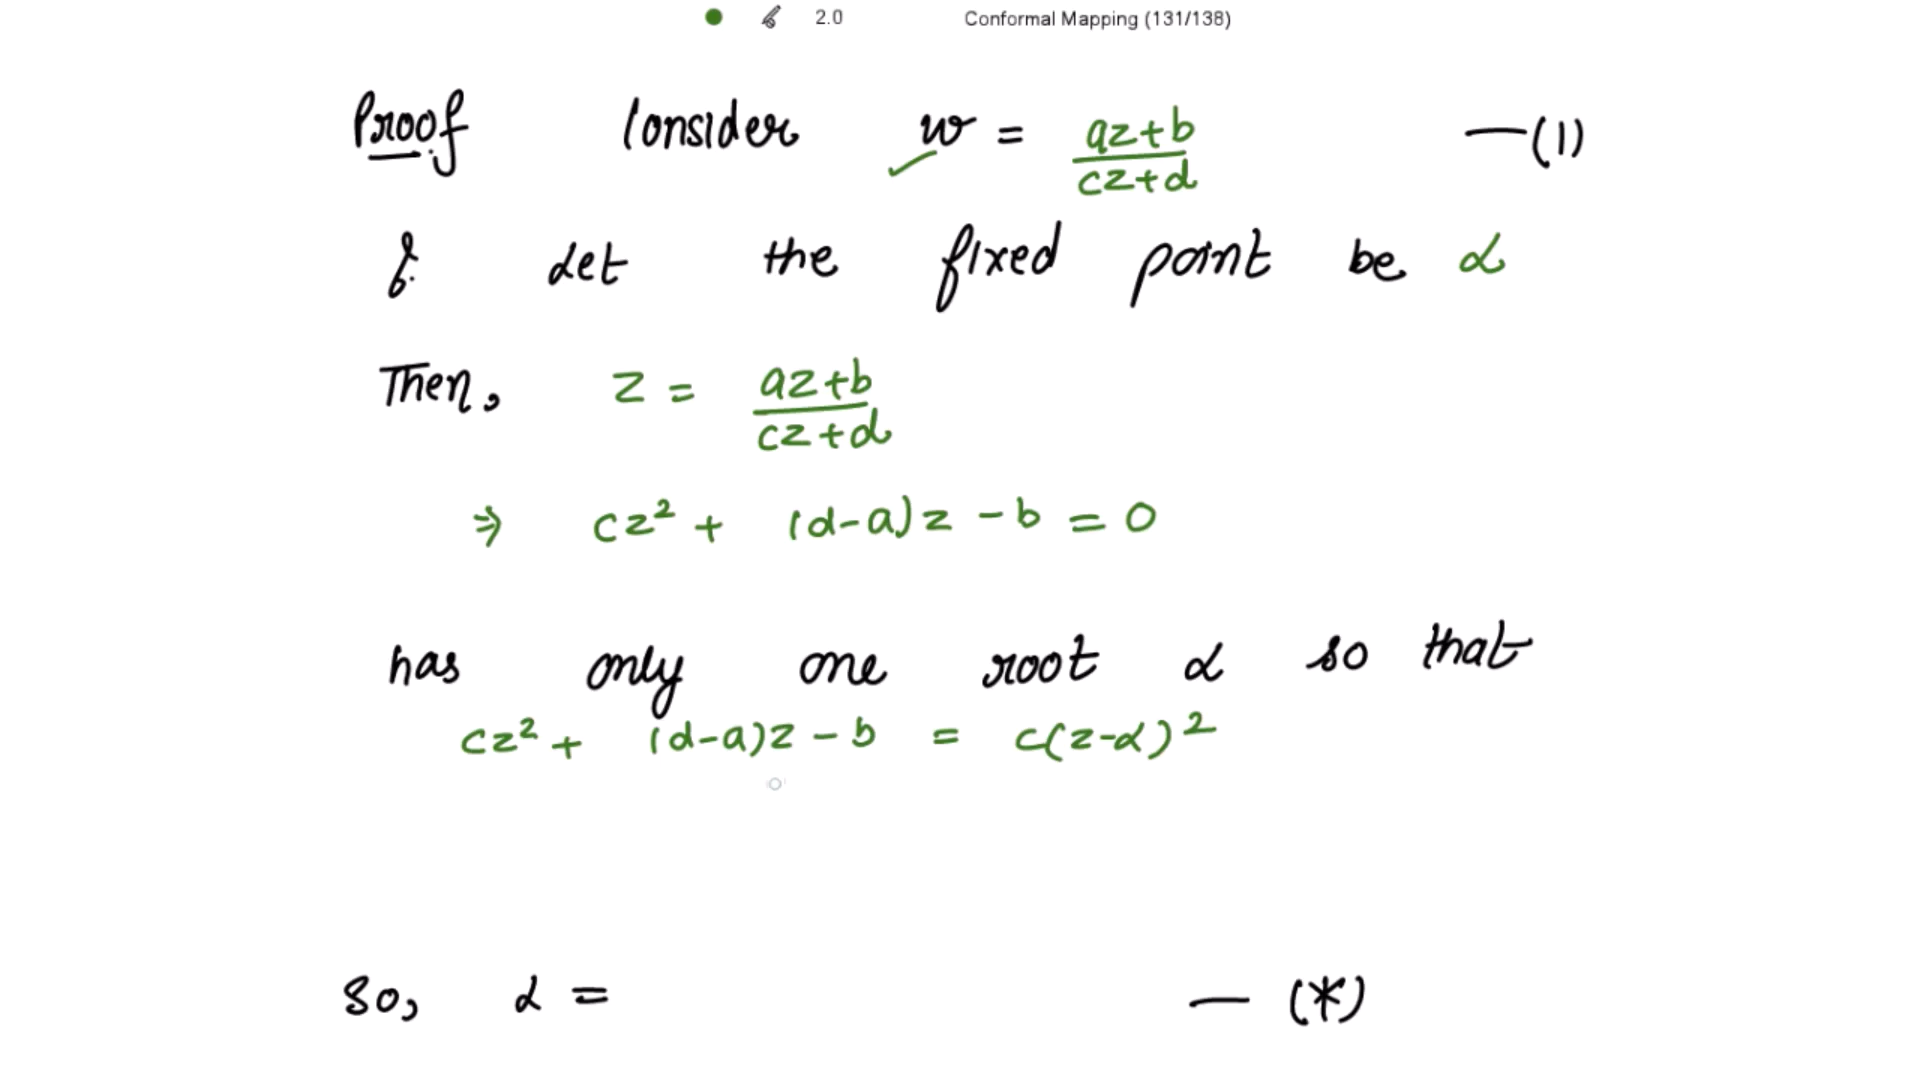 2.0 Conformal Mapping (131/138)
Proof Consider w = az+b/cz+d —(1)
& Let the fixed point be α
Then, z = az+b/cz+d
⇒ cz² + (d-a)z - b = 0
has only one root α so that
cz² + (d-a)z - b = c(z-α)²
So, α = — (*)